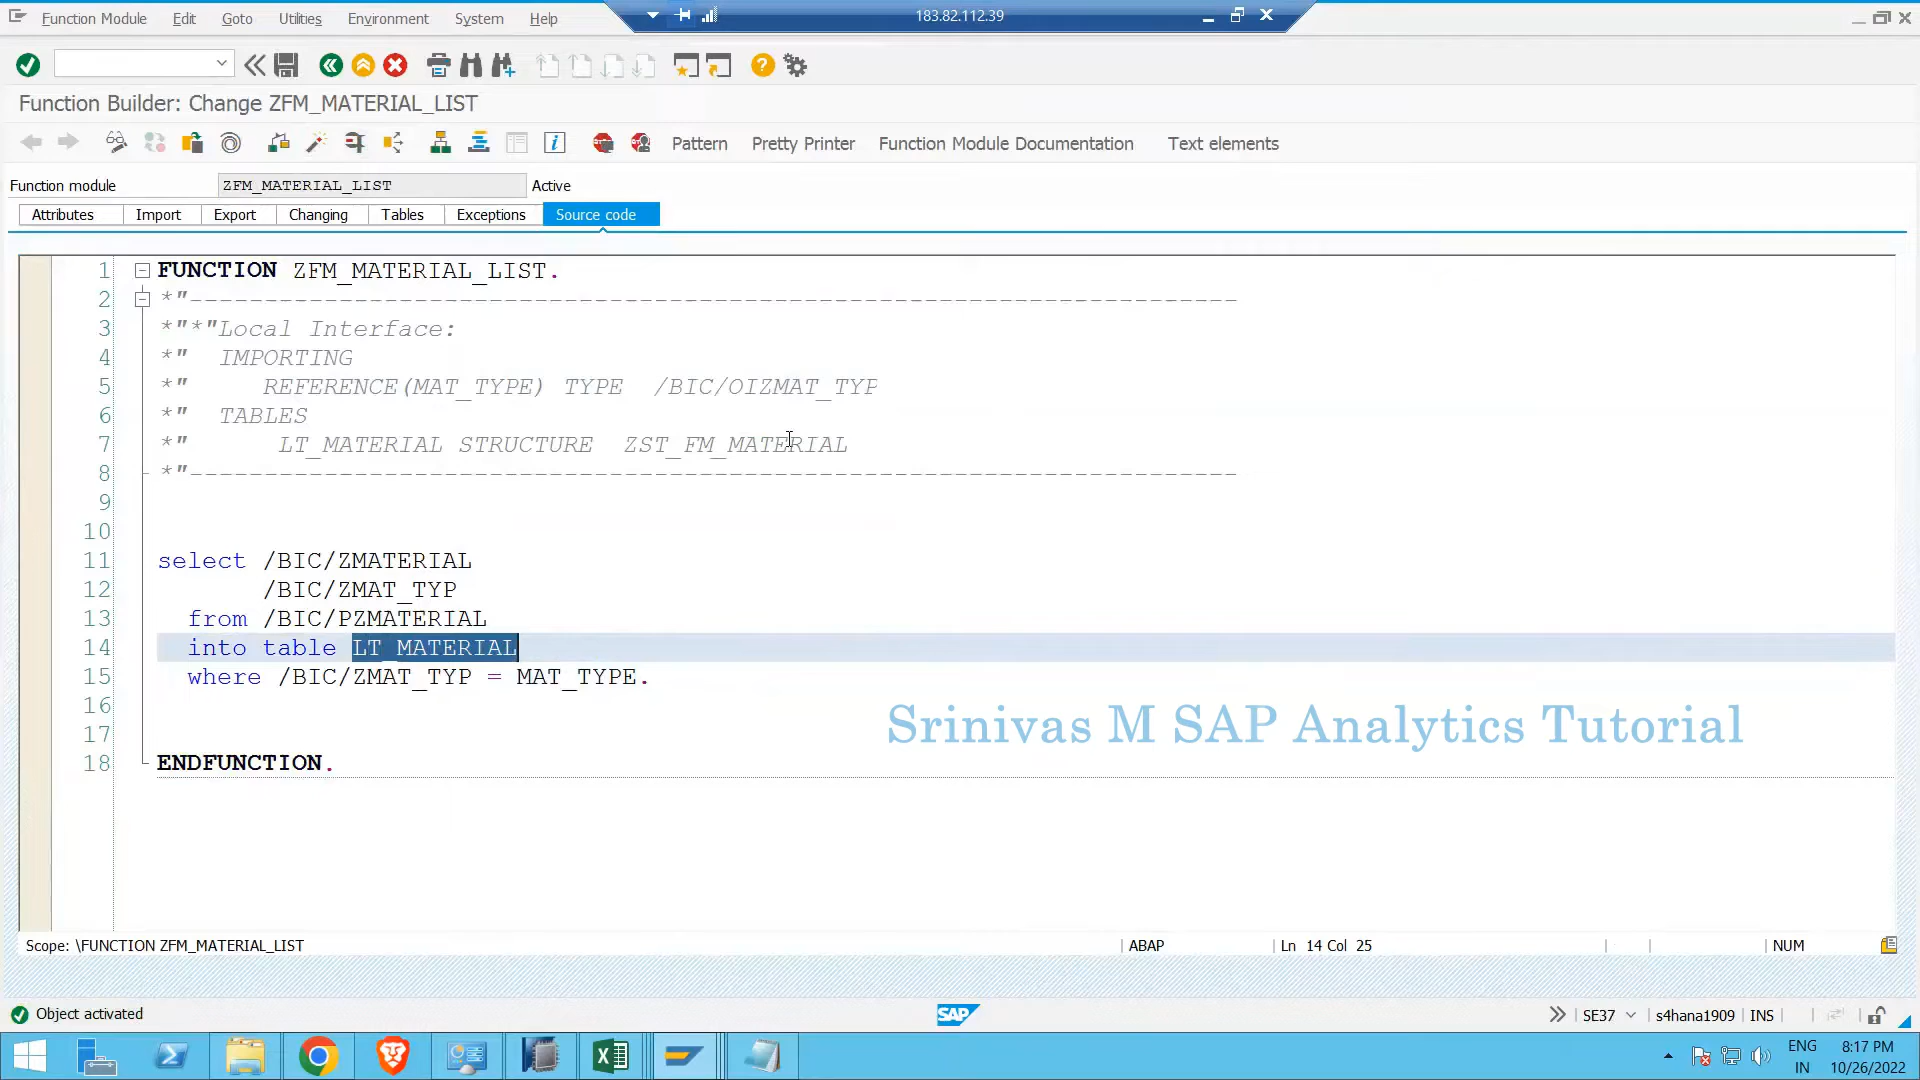 Function Module Edit Goto Utilities Environment System Help
183.82.112.39
Function Builder: Change ZFM_MATERIAL_LIST
Pattern Pretty Printer Function Module Documentation Text elements
Function module ZFM_MATERIAL_LIST Active
Attributes Import Export Changing Tables Exceptions Source code
1 FUNCTION ZFM_MATERIAL_LIST.
2 *"----------------------------------------------------------------------
3 *"*"Local Interface:
4 *"  IMPORTING
5 *"     REFERENCE(MAT_TYPE) TYPE  /BIC/OIZMAT_TYP
6 *"  TABLES
7 *"      LT_MATERIAL STRUCTURE  ZST_FM_MATERIAL
8 *"----------------------------------------------------------------------
9
10
11 select /BIC/ZMATERIAL
12 /BIC/ZMAT_TYP
13 from /BIC/PZMATERIAL
14 into table LT_MATERIAL
15 where /BIC/ZMAT_TYP = MAT_TYPE.
16
17
Srinivas M SAP Analytics Tutorial
18 ENDFUNCTION.
Scope: \FUNCTION ZFM_MATERIAL_LIST ABAP Ln 14 Col 25 NUM
Object activated SAP SE37 s4hana1909 INS
ENG 8:17 PM
IN 10/26/2022